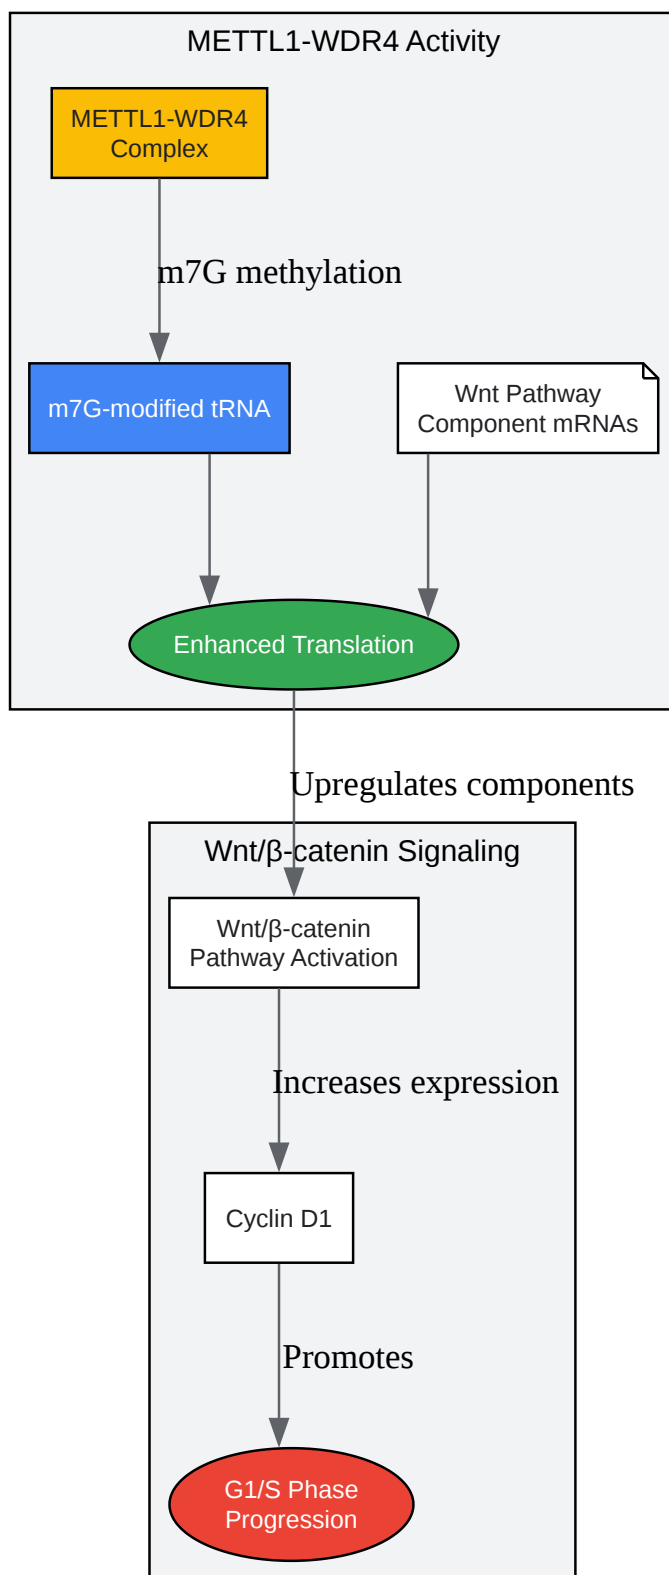 METTL1-WDR4 Activity
METTL1-WDR4
Complex
m7G methylation
m7G-modified tRNA
Wnt Pathway
Component mRNAs
Enhanced Translation
Upregulates components
Wnt/β-catenin Signaling
Wnt/β-catenin
Pathway Activation
Increases expression
Cyclin D1
Promotes
G1/S Phase
Progression